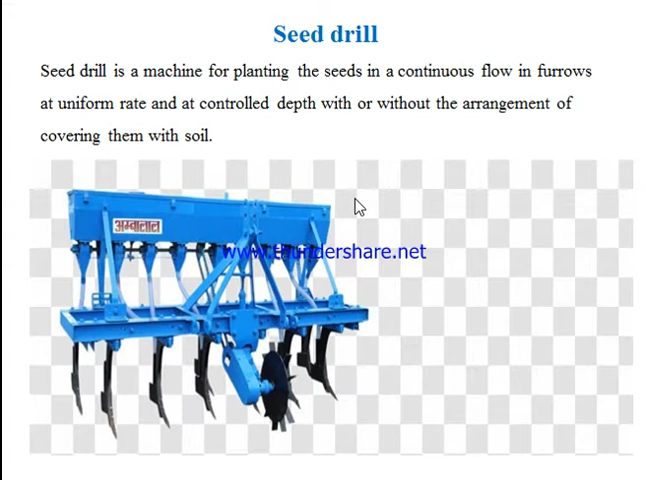 Seed drill
Seed drill is a machine for planting the seeds in a continuous flow in furrows
at uniform rate and at controlled depth with or without the arrangement of
covering them with soil.
अम्बालाल
www.thundershare.net